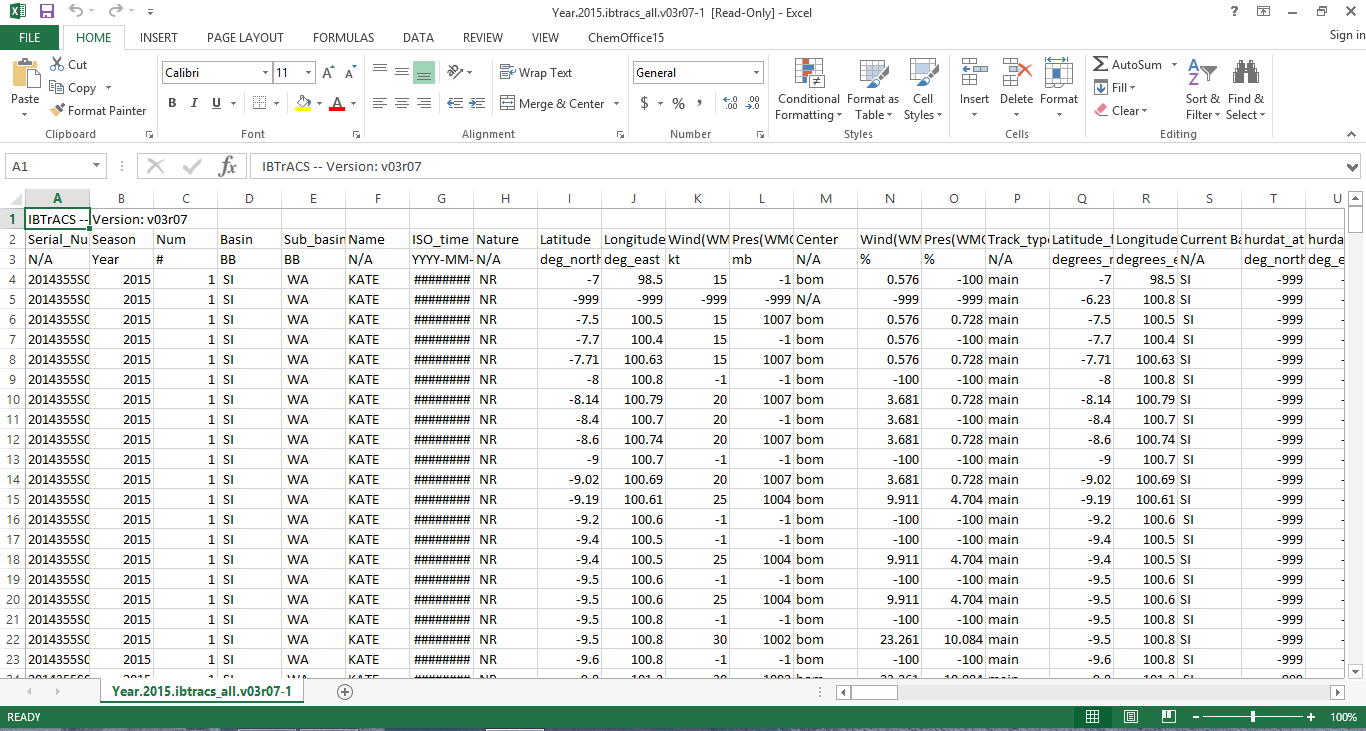 Year.2015.ibtracs_all.v03r07-1 [Read-Only] - Excel
FILE HOME INSERT PAGE LAYOUT FORMULAS DATA REVIEW VIEW ChemOffice15 Sign in
Cut
Copy
Format Painter
Paste
Clipboard
Calibri 11
B I U
Font
Wrap Text
Merge & Center
Alignment
General
$ % ,
Number
Conditional Formatting
Format as Table
Cell Styles
Styles
Insert Delete Format
Cells
AutoSum
Fill
Clear
Sort & Filter
Find & Select
Editing
A1 fx IBTrACS -- Version: v03r07
A B C D E F G H I J K L M N O P Q R S T U
1 IBTrACS -- Version: v03r07
2 Serial_Nu Season Num Basin Sub_basin Name ISO_time Nature Latitude Longitude Wind(WM Pres(WMO Center Wind(WM Pres(WMO Track_type Latitude_f Longitude Current Ba hurdat_at hurda
3 N/A Year # BB BB N/A YYYY-MM- N/A deg_north deg_east kt mb N/A % % N/A degrees_n degrees_e N/A deg_north deg_e
4 2014355S0 2015 1 SI WA KATE ######## NR -7 98.5 15 -1 bom 0.576 -100 main -7 98.5 SI -999 -
5 2014355S0 2015 1 SI WA KATE ######## NR -999 -999 -999 -999 N/A -999 -999 main -6.23 100.8 SI -999 -
6 2014355S0 2015 1 SI WA KATE ######## NR -7.5 100.5 15 1007 bom 0.576 0.728 main -7.5 100.5 SI -999 -
7 2014355S0 2015 1 SI WA KATE ######## NR -7.7 100.4 15 -1 bom 0.576 -100 main -7.7 100.4 SI -999 -
8 2014355S0 2015 1 SI WA KATE ######## NR -7.71 100.63 15 1007 bom 0.576 0.728 main -7.71 100.63 SI -999 -
9 2014355S0 2015 1 SI WA KATE ######## NR -8 100.8 -1 -1 bom -100 -100 main -8 100.8 SI -999 -
10 2014355S0 2015 1 SI WA KATE ######## NR -8.14 100.79 20 1007 bom 3.681 0.728 main -8.14 100.79 SI -999 -
11 2014355S0 2015 1 SI WA KATE ######## NR -8.4 100.7 20 -1 bom 3.681 -100 main -8.4 100.7 SI -999 -
12 2014355S0 2015 1 SI WA KATE ######## NR -8.6 100.74 20 1007 bom 3.681 0.728 main -8.6 100.74 SI -999 -
13 2014355S0 2015 1 SI WA KATE ######## NR -9 100.7 -1 -1 bom -100 -100 main -9 100.7 SI -999 -
14 2014355S0 2015 1 SI WA KATE ######## NR -9.02 100.69 20 1007 bom 3.681 0.728 main -9.02 100.69 SI -999 -
15 2014355S0 2015 1 SI WA KATE ######## NR -9.19 100.61 25 1004 bom 9.911 4.704 main -9.19 100.61 SI -999 -
16 2014355S0 2015 1 SI WA KATE ######## NR -9.2 100.6 -1 -1 bom -100 -100 main -9.2 100.6 SI -999 -
17 2014355S0 2015 1 SI WA KATE ######## NR -9.4 100.5 -1 -1 bom -100 -100 main -9.4 100.5 SI -999 -
18 2014355S0 2015 1 SI WA KATE ######## NR -9.4 100.5 25 1004 bom 9.911 4.704 main -9.4 100.5 SI -999 -
19 2014355S0 2015 1 SI WA KATE ######## NR -9.5 100.6 -1 -1 bom -100 -100 main -9.5 100.6 SI -999 -
20 2014355S0 2015 1 SI WA KATE ######## NR -9.5 100.6 25 1004 bom 9.911 4.704 main -9.5 100.6 SI -999 -
21 2014355S0 2015 1 SI WA KATE ######## NR -9.5 100.8 -1 -1 bom -100 -100 main -9.5 100.8 SI -999 -
22 2014355S0 2015 1 SI WA KATE ######## NR -9.5 100.8 30 1002 bom 23.261 10.084 main -9.5 100.8 SI -999 -
23 2014355S0 2015 1 SI WA KATE ######## NR -9.6 100.8 -1 -1 bom -100 -100 main -9.6 100.8 SI -999 -
Year.2015.ibtracs_all.v03r07-1
READY 100%